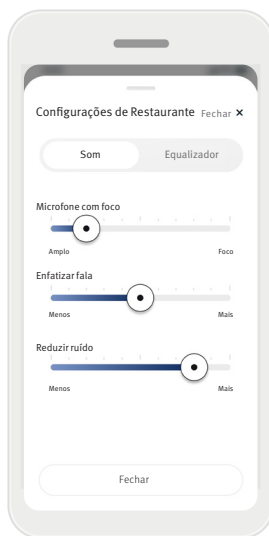 Configurações de Restaurante Fechar ×
Som Equalizador
Microfone com foco
Amplo Foco
Enfatizar fala
Menos Mais
Reduzir ruído
Menos Mais
Fechar